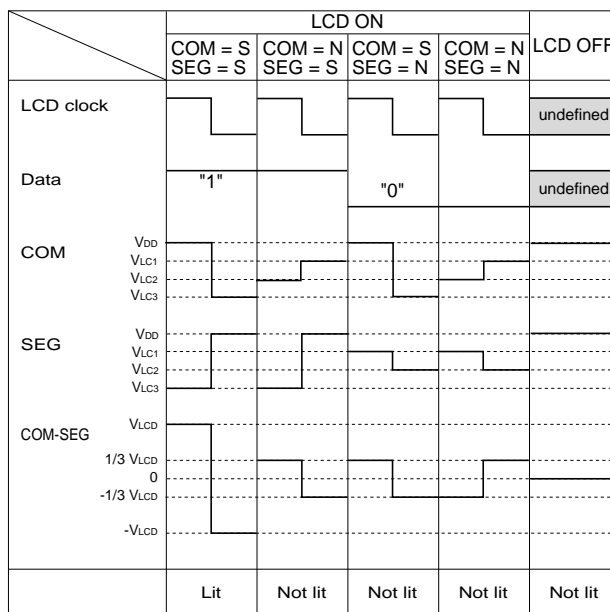 LCD ON
COM = S SEG = S
COM = N SEG = S
COM = S SEG = N
COM = N SEG = N
LCD OFF
LCD clock
undefined
Data
"1"
"0"
undefined
COM
VDD
VLC1
VLC2
VLC3
SEG
VDD
VLC1
VLC2
VLC3
COM-SEG
VLCD
1/3 VLCD
0
-1/3 VLCD
-VLCD
Lit Not lit Not lit Not lit Not lit